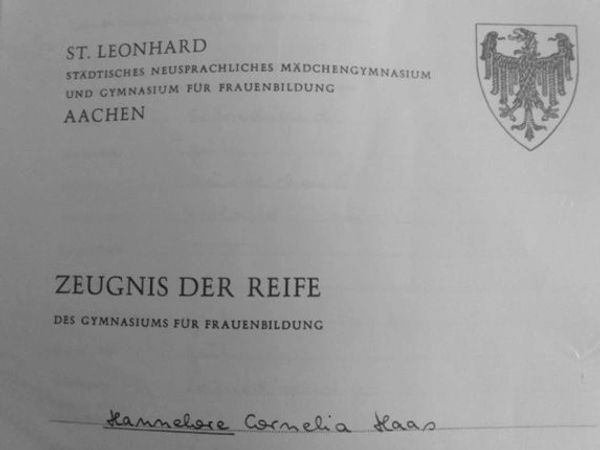 ST. LEONHARD
STÄDTISCHES NEUSPRACHLICHES MÄDCHENGYMNASIUM
UND GYMNASIUM FÜR FRAUENBILDUNG
AACHEN
ZEUGNIS DER REIFE
DES GYMNASIUMS FÜR FRAUENBILDUNG
Hannelore Cornelia Haas